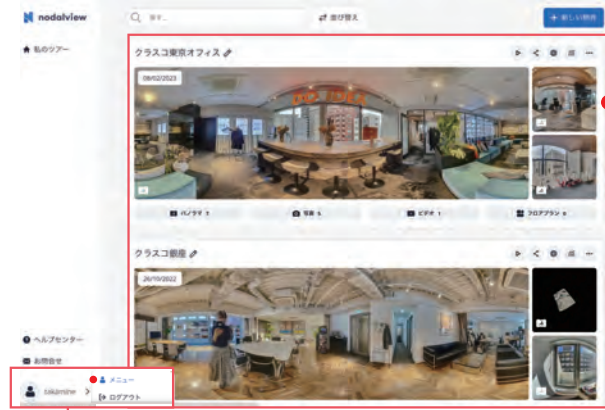 nodalview
探す...
並び替え
+ 新しい物件
私のツアー
クラスコ東京オフィス
09/02/2023
パノラマ 7
写真 5
ビデオ 1
フロアプラン 0
クラスコ銀座
26/10/2022
ヘルプセンター
お問合せ
メニュー
ログアウト